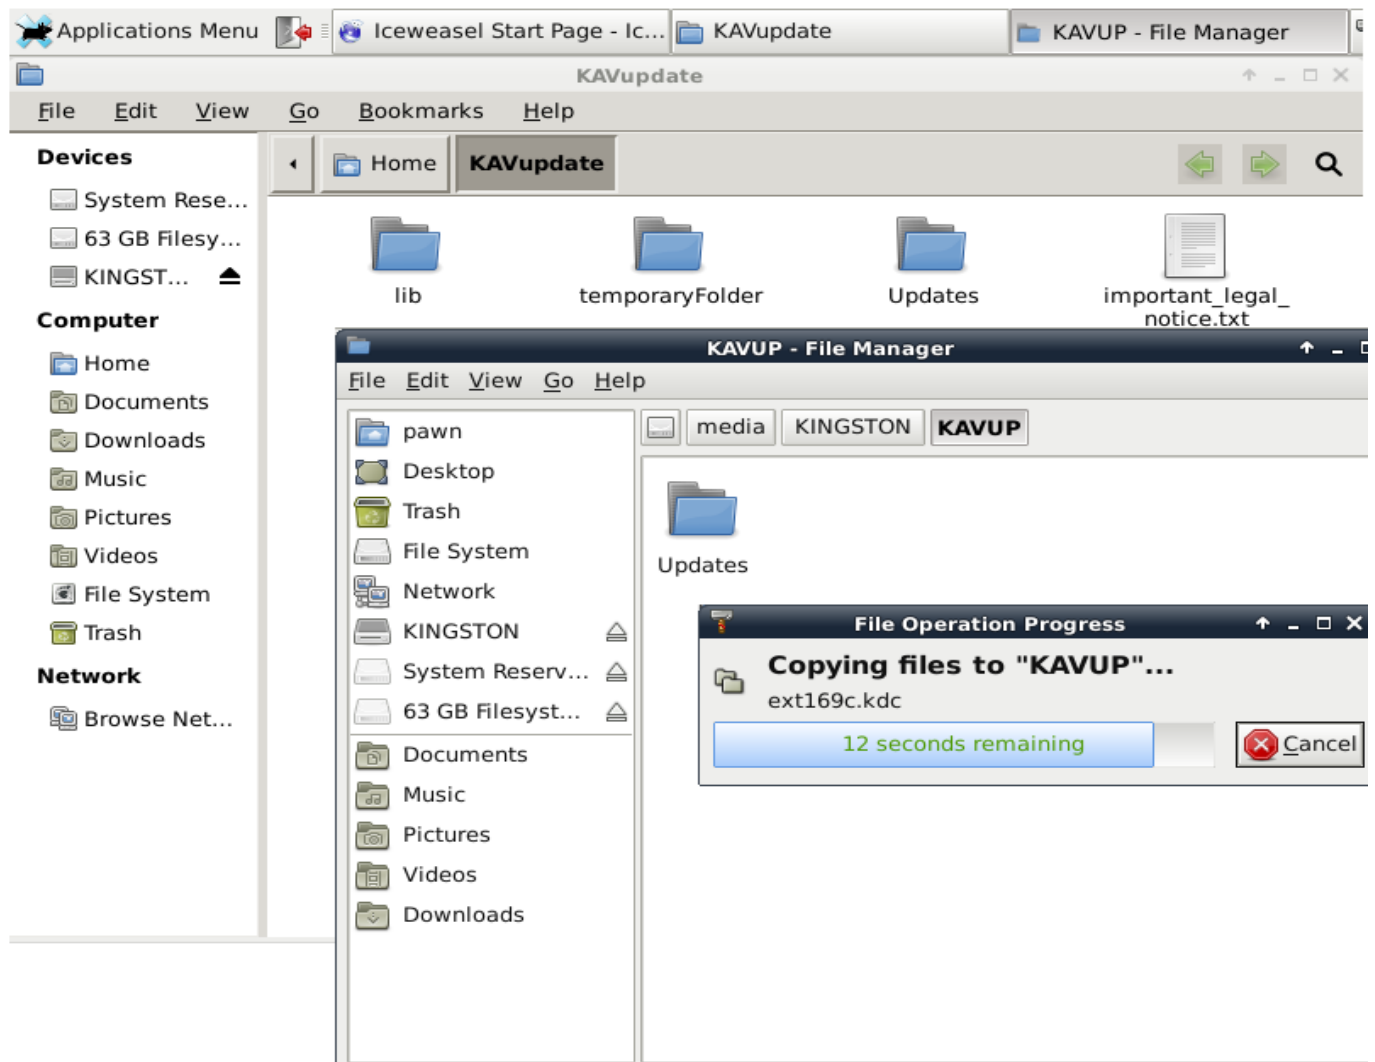 Applications Menu
Iceweasel Start Page - Ic...
KAVupdate
KAVUP - File Manager
KAVupdate
File Edit View Go Bookmarks Help
Devices
System Rese...
63 GB Filesy...
KINGST...
Computer
Home
Documents
Downloads
Music
Pictures
Videos
File System
Trash
Network
Browse Net...
Home KAVupdate
lib
temporaryFolder
Updates
important_legal_
notice.txt
KAVUP - File Manager
File Edit View Go Help
pawn
Desktop
Trash
File System
Network
KINGSTON
System Reserv...
63 GB Filesyst...
Documents
Music
Pictures
Videos
Downloads
media KINGSTON KAVUP
Updates
File Operation Progress
Copying files to "KAVUP"...
ext169c.kdc
12 seconds remaining
Cancel